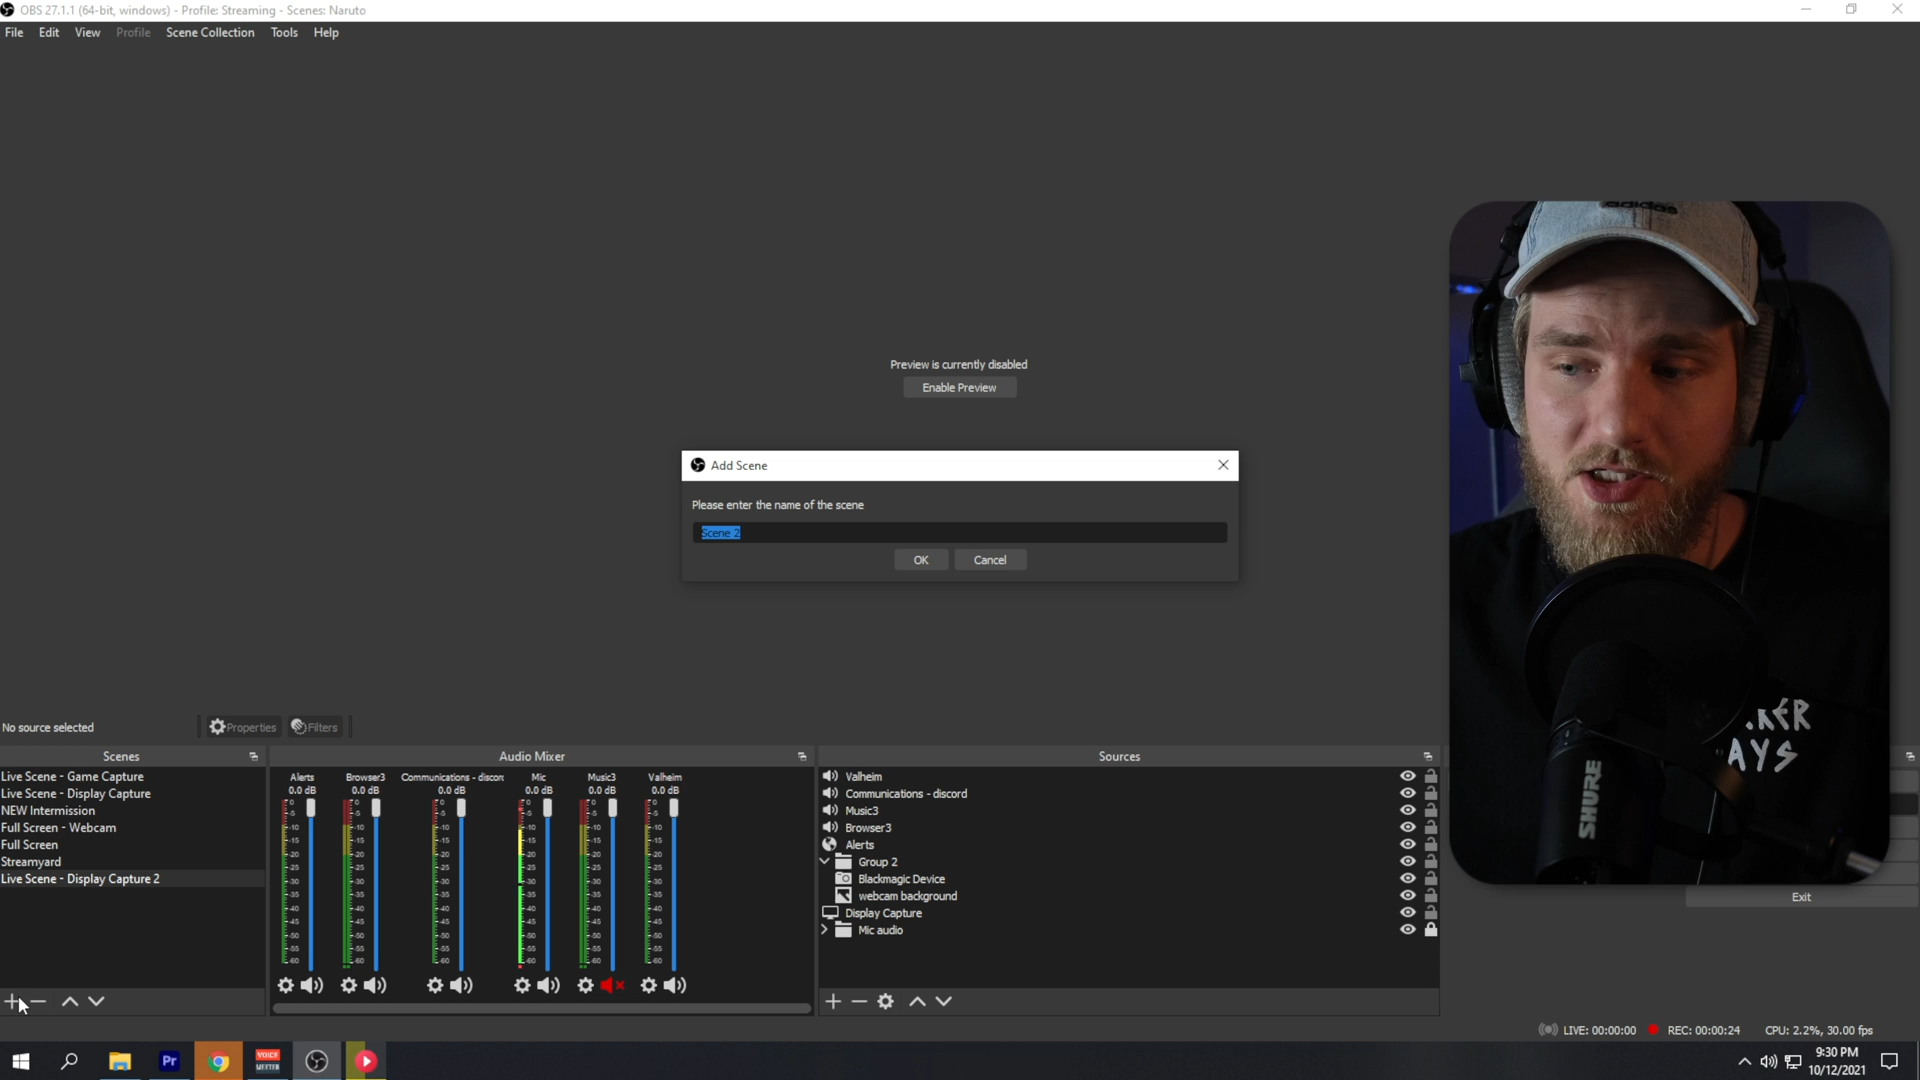 OBS 27.1.1 (64-bit, windows) - Profile: Streaming - Scenes: Naruto
File Edit View Profile Scene Collection Tools Help
adidas
Preview is currently disabled
Enable Preview
Add Scene
Please enter the name of the scene
Scene 2
OK Cancel
SHURE
No source selected
Properties Filters
Scenes
Live Scene - Game Capture
Live Scene - Display Capture
NEW Intermission
Full Screen - Webcam
Full Screen
Streamyard
Live Scene - Display Capture 2
Audio Mixer
Alerts Browser3 Communications - discord Mic Music3 Valheim
0.0 dB 0.0 dB 0.0 dB 0.0 dB 0.0 dB 0.0 dB
Sources
Valheim
Communications - discord
Music3
Browser3
Alerts
Group 2
Blackmagic Device
webcam background
Display Capture
Mic audio
Exit
LIVE: 00:00:00 REC: 00:00:24 CPU: 2.2%, 30.00 fps
Pr
VOICE
MEETER
9:30 PM
10/12/2021